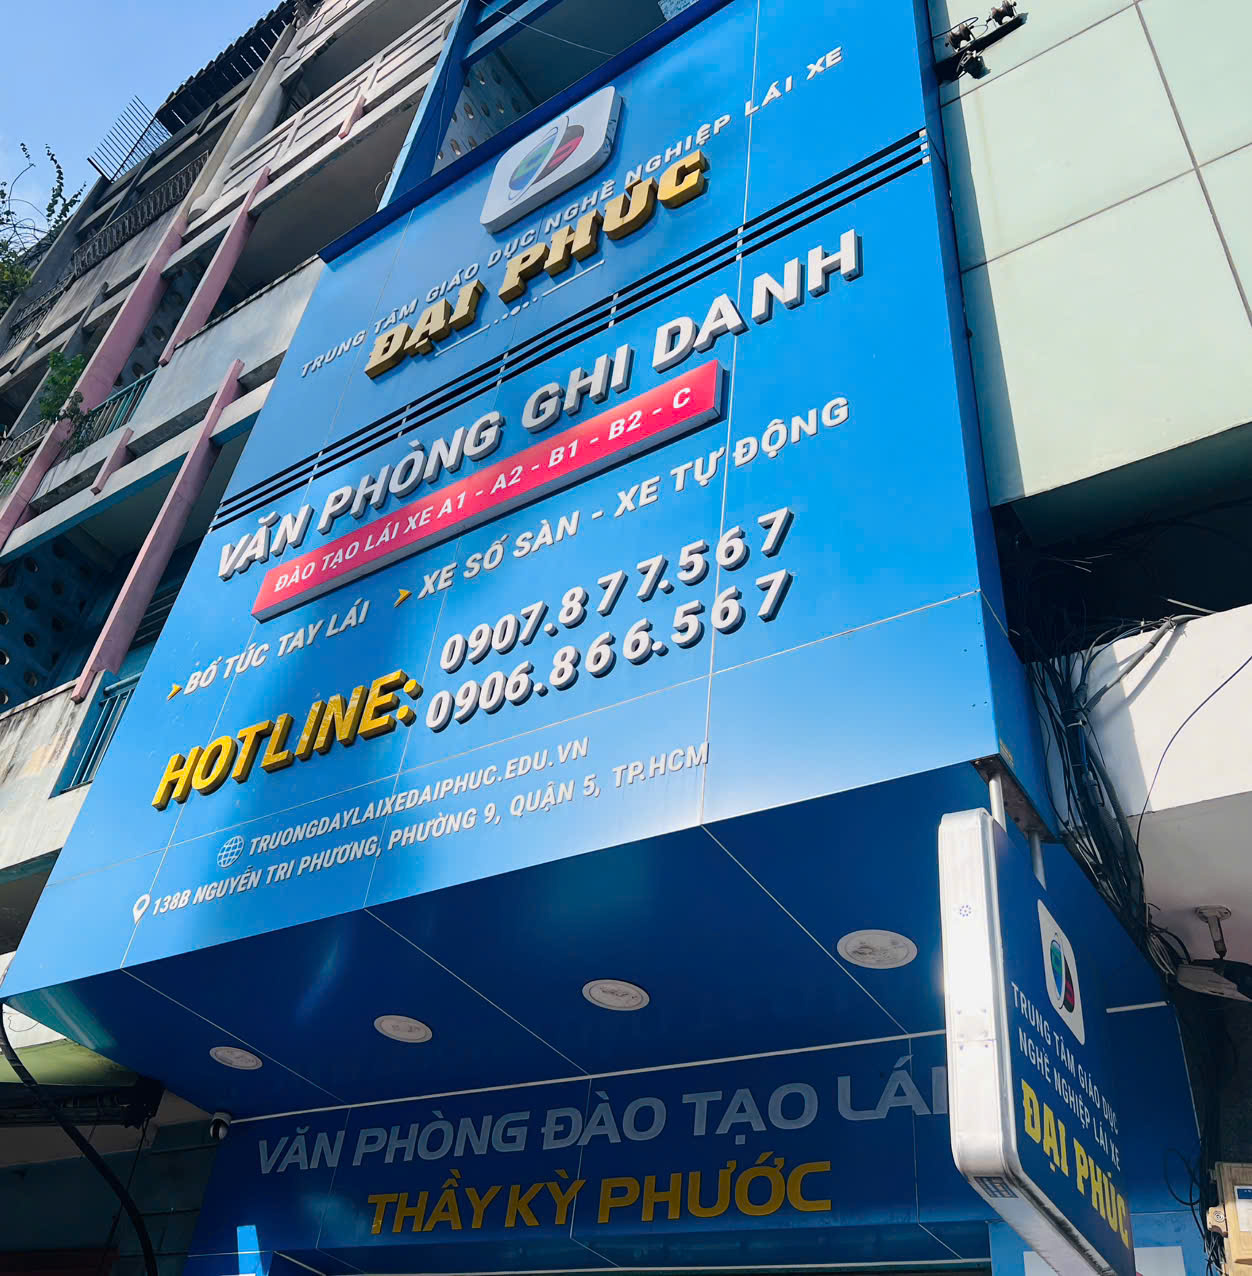 TRUNG TÂM GIÁO DỤC NGHỀ NGHIỆP LÁI XE
ĐẠI PHÚC
VĂN PHÒNG GHI DANH
ĐÀO TẠO LÁI XE A1 - A2 - B1 - B2 - C
BỔ TÚC TAY LÁI
XE SỐ SÀN - XE TỰ ĐỘNG
HOTLINE:
0907.877.567
0906.866.567
TRUONGDAYLAIXEDAIPHUC.EDU.VN
138B NGUYỄN TRI PHƯƠNG, PHƯỜNG 9, QUẬN 5, TP.HCM
VĂN PHÒNG ĐÀO TẠO LÁI
THẦY KỲ PHƯỚC
TRUNG TÂM GIÁO DỤC
NGHỀ NGHIỆP LÁI XE
ĐẠI PHÚC